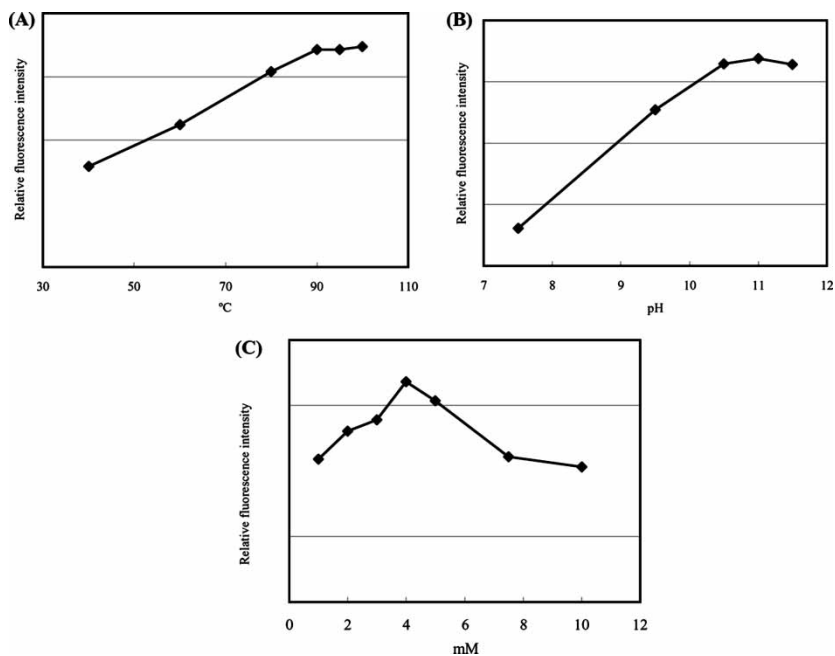 (A)
Relative fluorescence intensity
30 50 70 90 110
ºC
(B)
Relative fluorescence intensity
7 8 9 10 11 12
pH
(C)
Relative fluorescence intensity
0 2 4 6 8 10 12
mM